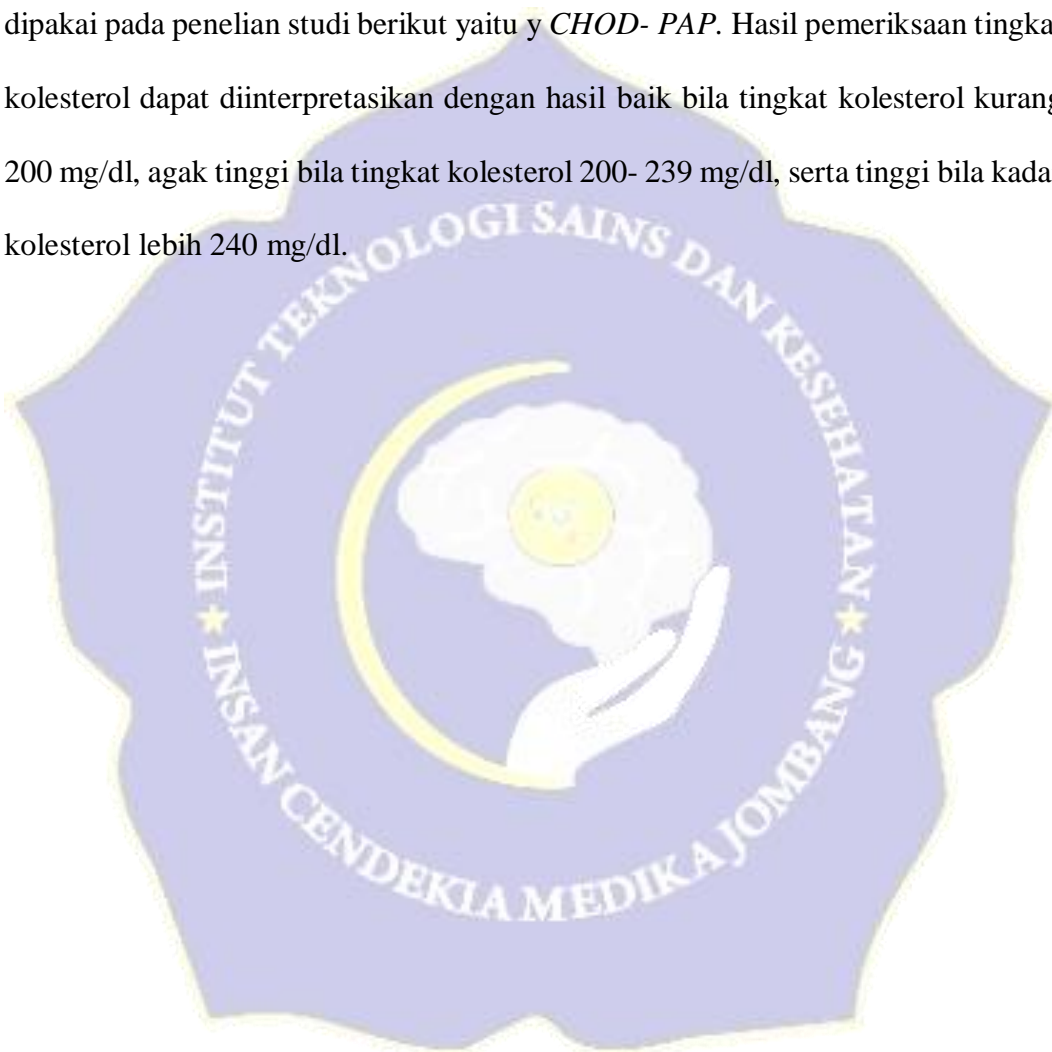 dipakai pada penelian studi berikut yaitu y CHOD- PAP. Hasil pemeriksaan tingka
kolesterol dapat diinterpretasikan dengan hasil baik bila tingkat kolesterol kurang
200 mg/dl, agak tinggi bila tingkat kolesterol 200- 239 mg/dl, serta tinggi bila kada
kolesterol lebih 240 mg/dl.
INSTITUT TEKNOLOGI SAINS DAN KESEHATAN
INSAN CENDEKIA MEDIKA JOMBANG